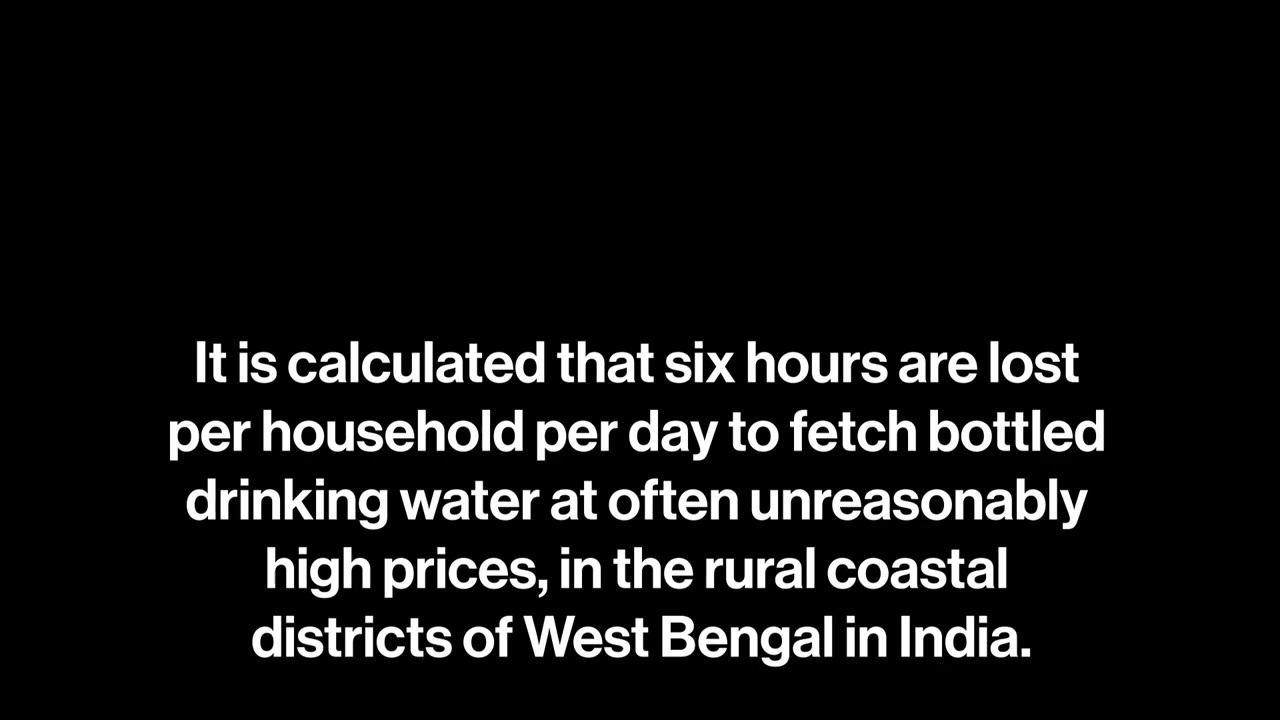 It is calculated that six hours are lost
per household per day to fetch bottled
drinking water at often unreasonably
high prices, in the rural coastal
districts of West Bengal in India.